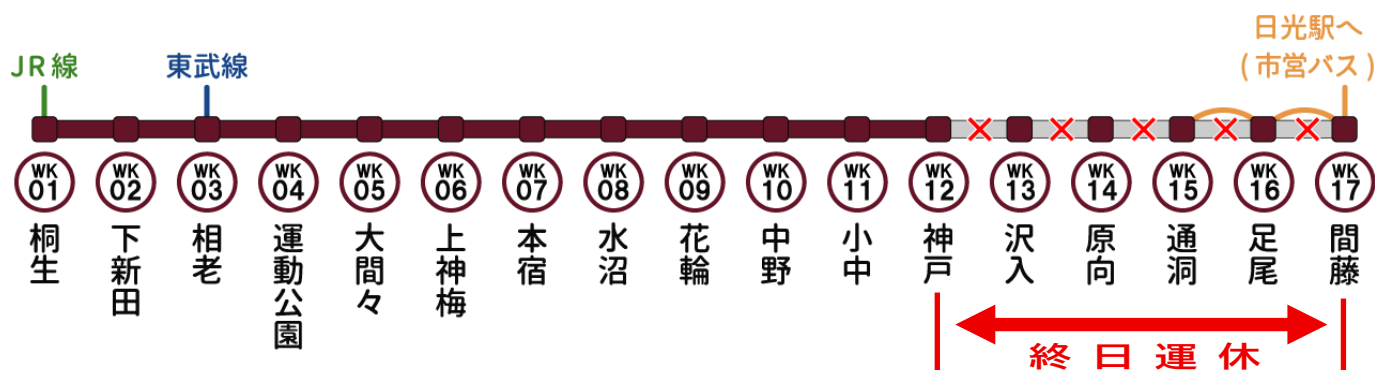 日光駅へ
JR線
東武線
(市営バス)
WK
01
WK
02
WK
03
WK
04
WK
05
WK
06
WK
07
WK
08
WK
09
WK
10
WK
11
WK
12
WK
13
WK
14
WK
15
WK
16
WK
17
桐生
下新田
相老
運動公園
大間々
上神梅
本宿
水沼
花輪
中野
小中
神戸
沢入
原向
通洞
足尾
間藤
終日運休